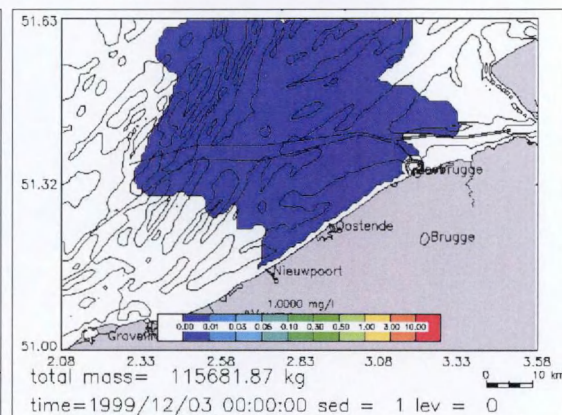 51.63
51.32
Zeebrugge
Oostende
Brugge
Nieuwpoort
1.0000 mg/l
0.00 0.01 0.03 0.05 0.10 0.30 0.50 1.00 3.00 10.00
51.00
2.08 2.33 2.58 2.83 3.08 3.33 3.58
total mass= 115681.87 kg
0 10 km
time=1999/12/03 00:00:00 sed = 1 lev = 0